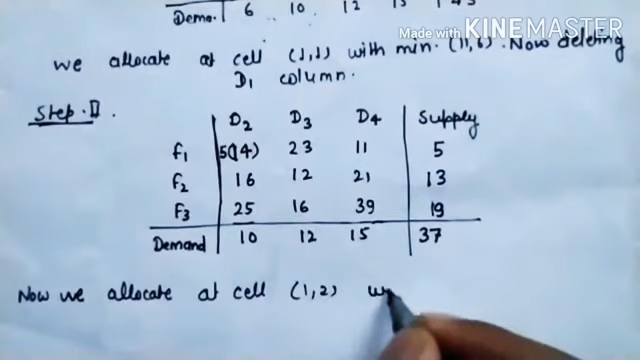 Dema. 6 10 12 15 43
Made with KINEMASTER
we allocate at cell (1,1) with min. (11,6). Now deleting
D1 column.
Step-II.
D2 D3 D4 Supply
F1 5(14) 23 11 5
F2 16 12 21 13
F3 25 16 39 19
Demand 10 12 15 37
Now we allocate at cell (1,2) w